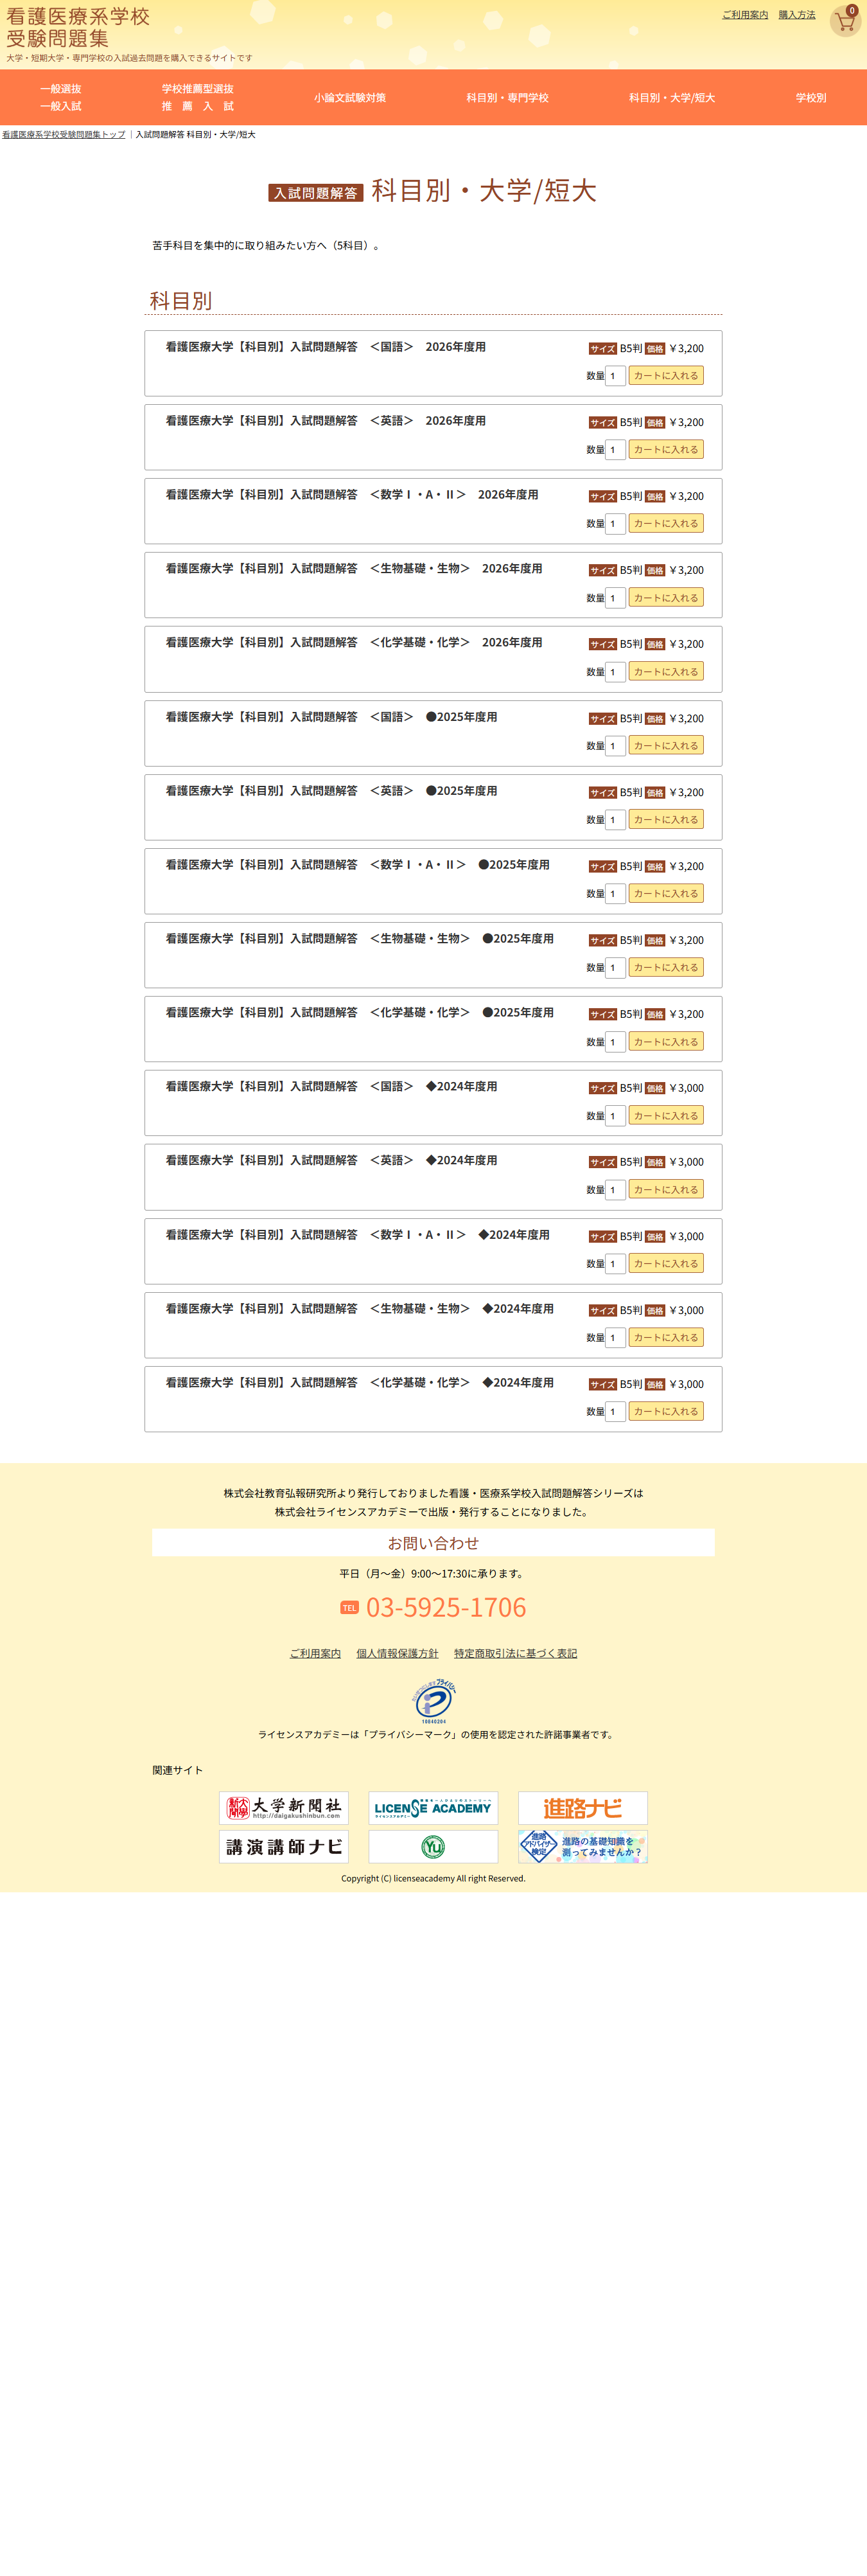 看護医療系学校
受験問題集
大学・短期大学・専門学校の入試過去問題を購入できるサイトです
ご利用案内 購入方法
0
一般選抜
一般入試
学校推薦型選抜
推 薦 入 試
小論文試験対策
科目別・専門学校
科目別・大学/短大
学校別
看護医療系学校受験問題集トップ | 入試問題解答 科目別・大学/短大
入試問題解答 科目別・大学/短大
苦手科目を集中的に取り組みたい方へ（5科目）。
科目別
看護医療大学【科目別】入試問題解答　＜国語＞　2026年度用
サイズ B5判 価格 ￥3,200
数量 1 カートに入れる
看護医療大学【科目別】入試問題解答　＜英語＞　2026年度用
サイズ B5判 価格 ￥3,200
数量 1 カートに入れる
看護医療大学【科目別】入試問題解答　＜数学Ⅰ・A・Ⅱ＞　2026年度用
サイズ B5判 価格 ￥3,200
数量 1 カートに入れる
看護医療大学【科目別】入試問題解答　＜生物基礎・生物＞　2026年度用
サイズ B5判 価格 ￥3,200
数量 1 カートに入れる
看護医療大学【科目別】入試問題解答　＜化学基礎・化学＞　2026年度用
サイズ B5判 価格 ￥3,200
数量 1 カートに入れる
看護医療大学【科目別】入試問題解答　＜国語＞　●2025年度用
サイズ B5判 価格 ￥3,200
数量 1 カートに入れる
看護医療大学【科目別】入試問題解答　＜英語＞　●2025年度用
サイズ B5判 価格 ￥3,200
数量 1 カートに入れる
看護医療大学【科目別】入試問題解答　＜数学Ⅰ・A・Ⅱ＞　●2025年度用
サイズ B5判 価格 ￥3,200
数量 1 カートに入れる
看護医療大学【科目別】入試問題解答　＜生物基礎・生物＞　●2025年度用
サイズ B5判 価格 ￥3,200
数量 1 カートに入れる
看護医療大学【科目別】入試問題解答　＜化学基礎・化学＞　●2025年度用
サイズ B5判 価格 ￥3,200
数量 1 カートに入れる
看護医療大学【科目別】入試問題解答　＜国語＞　◆2024年度用
サイズ B5判 価格 ￥3,000
数量 1 カートに入れる
看護医療大学【科目別】入試問題解答　＜英語＞　◆2024年度用
サイズ B5判 価格 ￥3,000
数量 1 カートに入れる
看護医療大学【科目別】入試問題解答　＜数学Ⅰ・A・Ⅱ＞　◆2024年度用
サイズ B5判 価格 ￥3,000
数量 1 カートに入れる
看護医療大学【科目別】入試問題解答　＜生物基礎・生物＞　◆2024年度用
サイズ B5判 価格 ￥3,000
数量 1 カートに入れる
看護医療大学【科目別】入試問題解答　＜化学基礎・化学＞　◆2024年度用
サイズ B5判 価格 ￥3,000
数量 1 カートに入れる
株式会社教育弘報研究所より発行しておりました看護・医療系学校入試問題解答シリーズは
株式会社ライセンスアカデミーで出版・発行することになりました。
お問い合わせ
平日（月～金）9:00～17:30に承ります。
TEL 03-5925-1706
ご利用案内 個人情報保護方針 特定商取引法に基づく表記
プライバシー
10840204
ライセンスアカデミーは「プライバシーマーク」の使用を認定された許諾事業者です。
関連サイト
大学新聞社
http://daigakushinbun.com
LICENSE ACADEMY
ライセンスアカデミー
進路ナビ
講演講師ナビ
Yu
進路アドバイザー検定
進路の基礎知識を
測ってみませんか？
Copyright (C) licenseacademy All right Reserved.